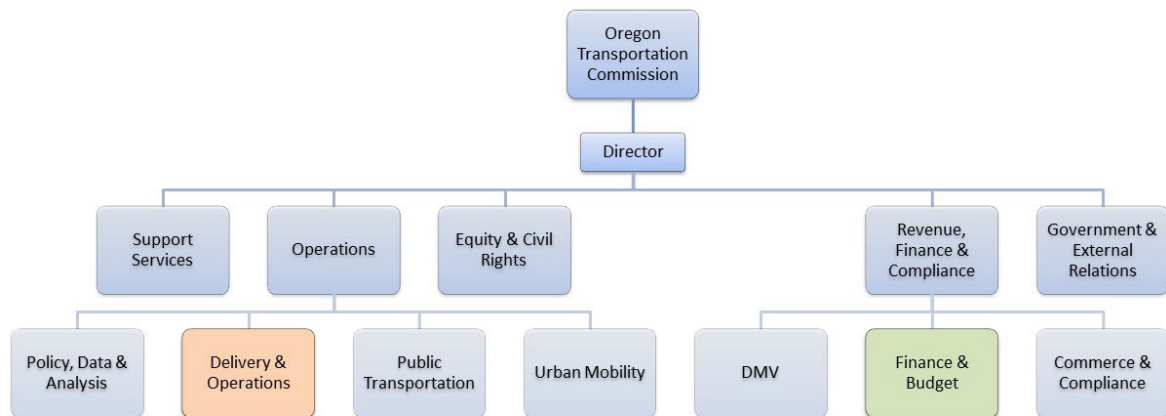 Oregon
Transportation
Commission
Director
Support
Services
Operations
Equity & Civil
Rights
Revenue,
Finance &
Compliance
Government &
External
Relations
Policy, Data &
Analysis
Delivery &
Operations
Public
Transportation
Urban Mobility
DMV
Finance &
Budget
Commerce &
Compliance